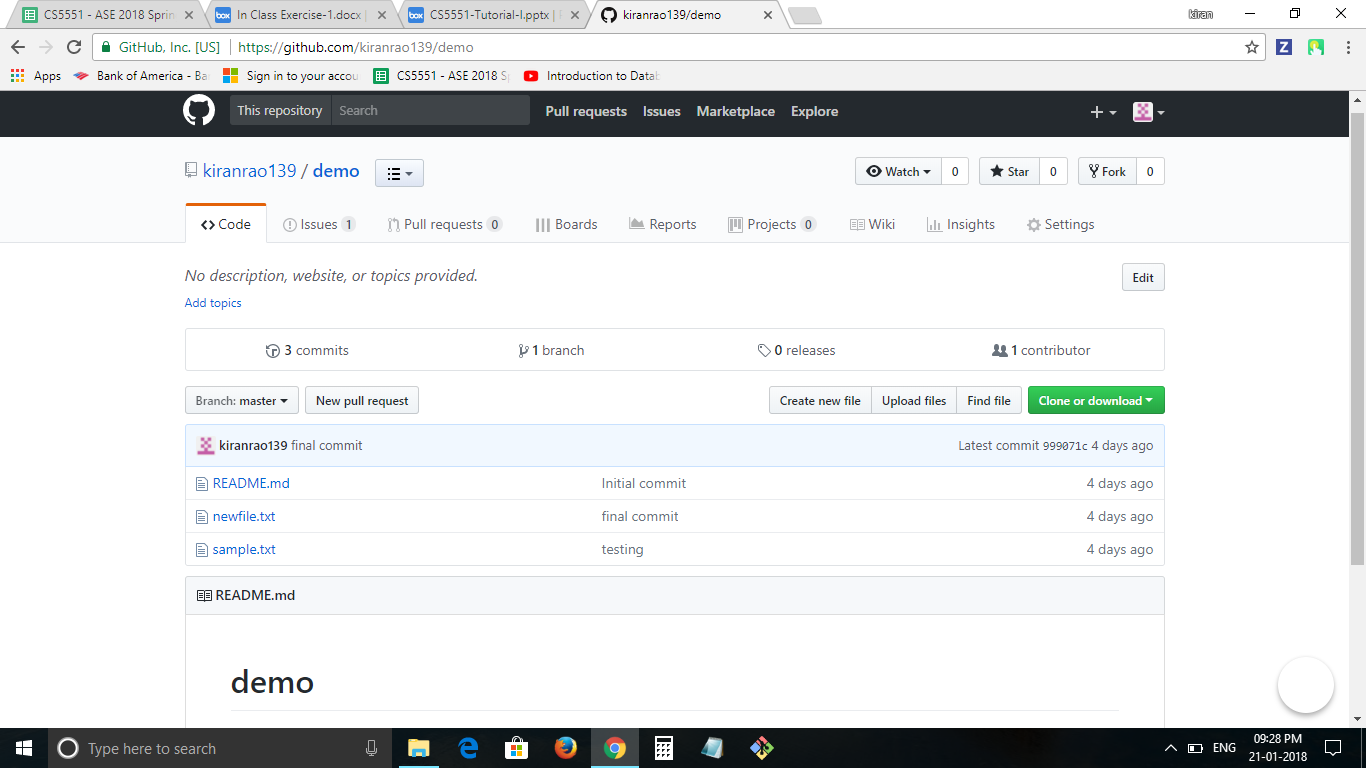 CS5551 - ASE 2018 Sprin
In Class Exercise-1.docx |
CS5551-Tutorial-I.pptx |
kiranrao139/demo
kiran
GitHub, Inc. [US] https://github.com/kiranrao139/demo
Apps Bank of America - Ba Sign in to your accou CS5551 - ASE 2018 Sp Introduction to Datab
This repository Search Pull requests Issues Marketplace Explore
kiranrao139 / demo Watch 0 Star 0 Fork 0
Code Issues 1 Pull requests 0 Boards Reports Projects 0 Wiki Insights Settings
No description, website, or topics provided. Edit
Add topics
3 commits 1 branch 0 releases 1 contributor
Branch: master New pull request Create new file Upload files Find file Clone or download
kiranrao139 final commit Latest commit 999071c 4 days ago
README.md Initial commit 4 days ago
newfile.txt final commit 4 days ago
sample.txt testing 4 days ago
README.md
demo
Type here to search ENG 09:28 PM
21-01-2018